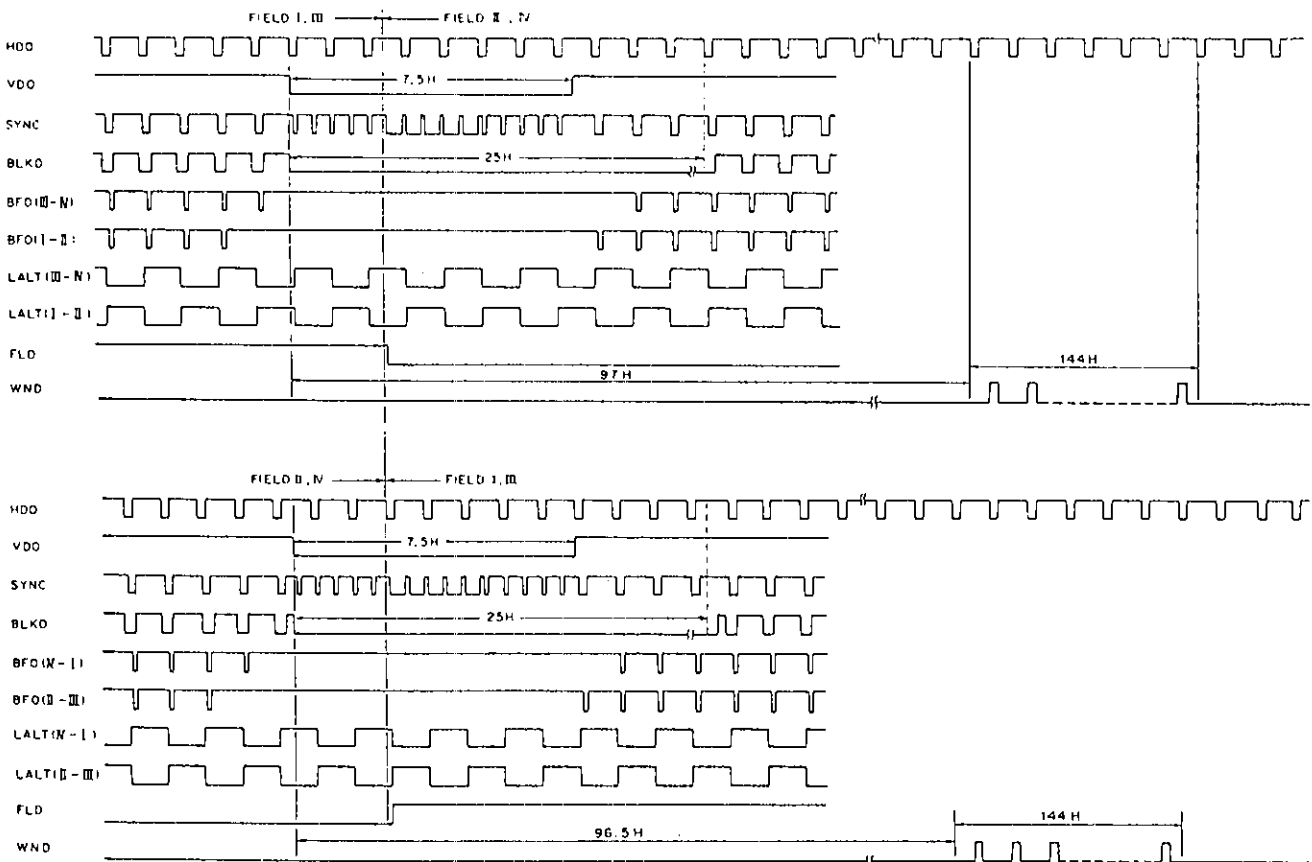 FIELD I, III FIELD II, IV
HDO
VDO 7.5H
SYNC
BLKO 25H
BFO(III-IV)
BFO(I-II)
LALT(III-IV)
LALT(I-II)
FLD
97H 144H
WND
FIELD II, IV FIELD I, III
HDO
VDO 7.5H
SYNC
BLKO 25H
BFO(IV-I)
BFO(II-III)
LALT(IV-I)
LALT(II-III)
FLD
96.5H 144H
WND